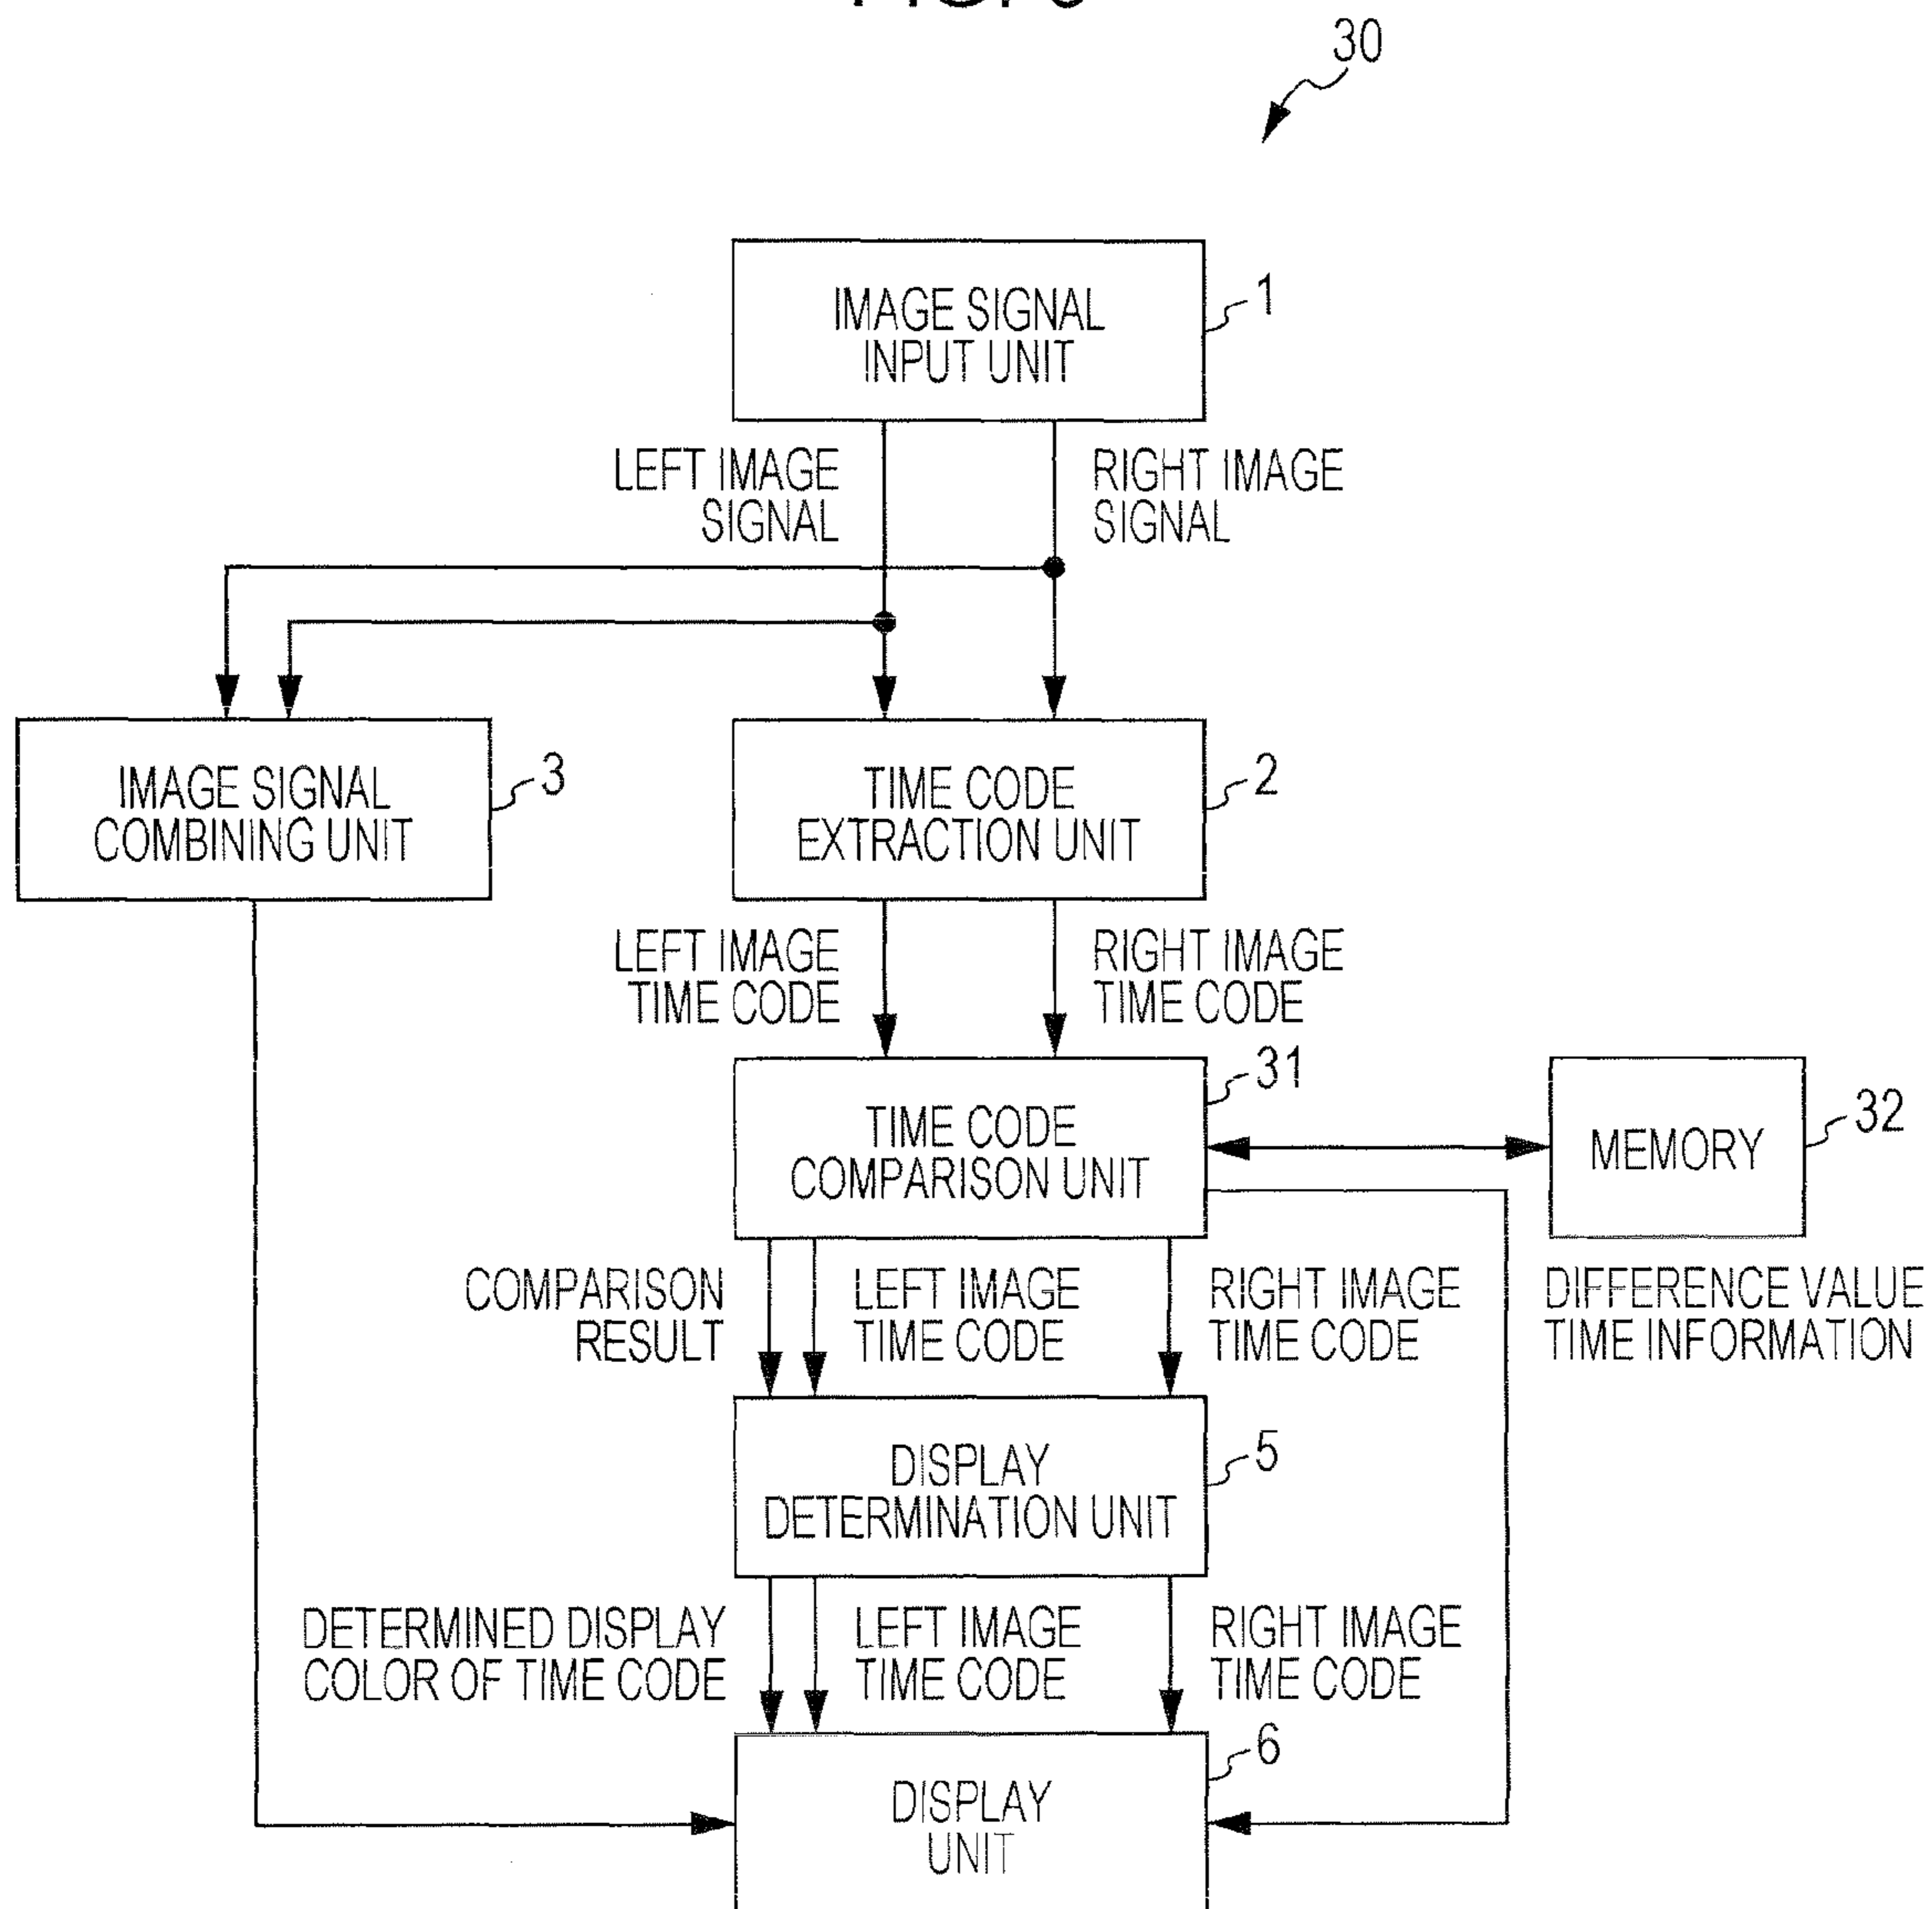 30
IMAGE SIGNAL
INPUT UNIT
1
LEFT IMAGE
SIGNAL
RIGHT IMAGE
SIGNAL
IMAGE SIGNAL
COMBINING UNIT
3
TIME CODE
EXTRACTION UNIT
2
LEFT IMAGE
TIME CODE
RIGHT IMAGE
TIME CODE
TIME CODE
COMPARISON UNIT
31
MEMORY
32
COMPARISON
RESULT
LEFT IMAGE
TIME CODE
RIGHT IMAGE
TIME CODE
DIFFERENCE VALUE
TIME INFORMATION
DISPLAY
DETERMINATION UNIT
5
DETERMINED DISPLAY
COLOR OF TIME CODE
LEFT IMAGE
TIME CODE
RIGHT IMAGE
TIME CODE
DISPLAY
UNIT
6